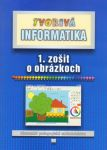 Tvorivá
INFORMATIKA
1. zošit
o obrázkoch